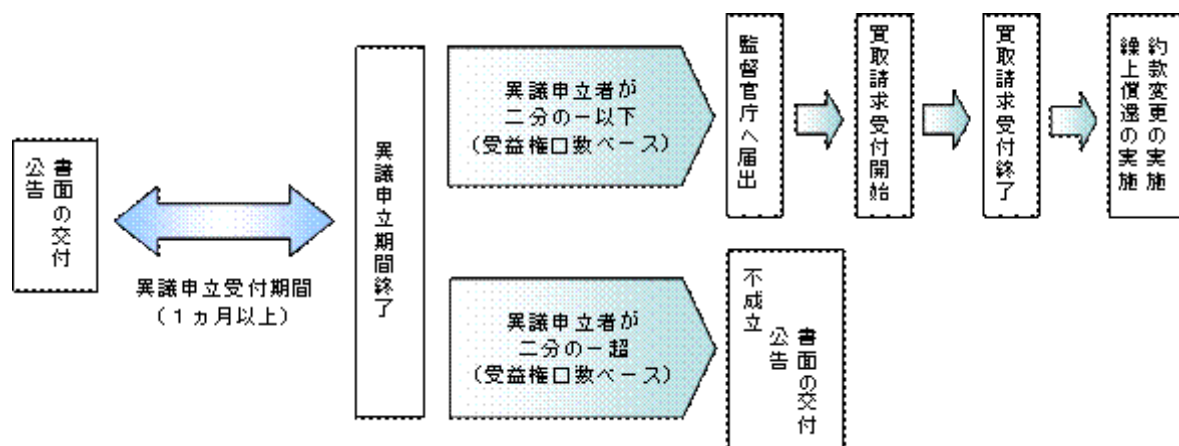 書面の交付
公告
異議申立受付期間
（１ヵ月以上）
異議申立期間終了
異議申立者が
二分の一以下
（受益権口数ベース）
監督官庁へ届出
買取請求受付開始
買取請求受付終了
約款変更の実施
繰上償還の実施
異議申立者が
二分の一超
（受益権口数ベース）
不成立
書面の交付
公告